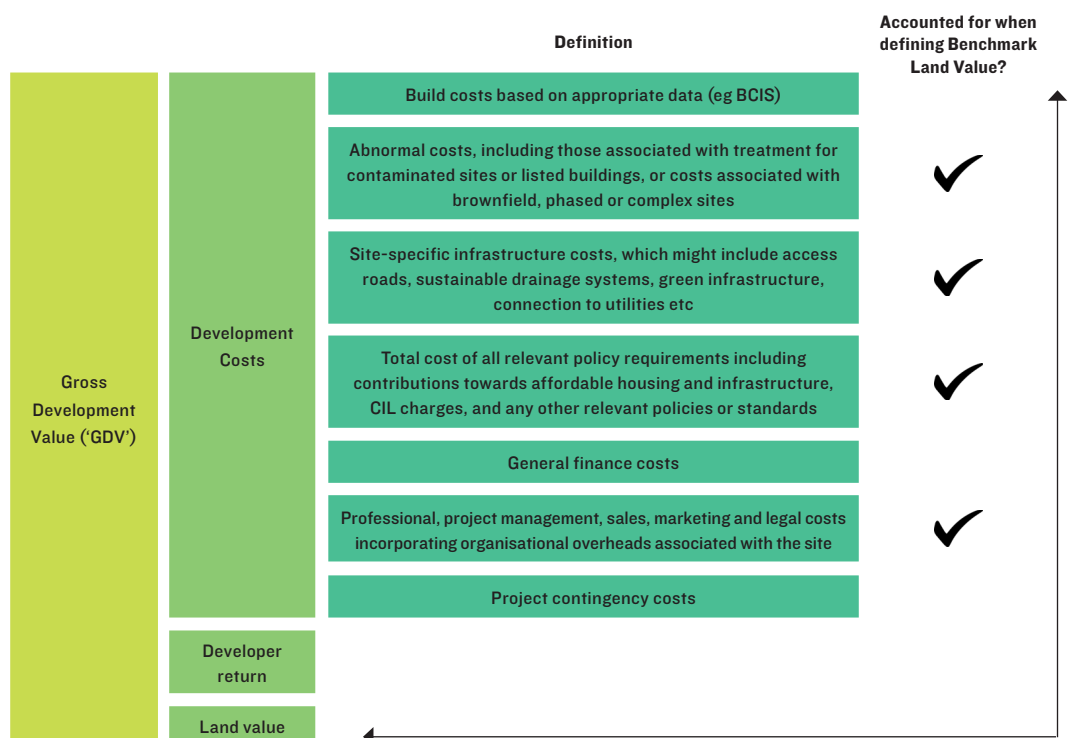 Definition
Accounted for when
defining Benchmark
Land Value?
Gross
Development
Value (‘GDV’)
Development
Costs
Build costs based on appropriate data (eg BCIS)
Abnormal costs, including those associated with treatment for
contaminated sites or listed buildings, or costs associated with
brownfield, phased or complex sites
Site-specific infrastructure costs, which might include access
roads, sustainable drainage systems, green infrastructure,
connection to utilities etc
Total cost of all relevant policy requirements including
contributions towards affordable housing and infrastructure,
CIL charges, and any other relevant policies or standards
General finance costs
Professional, project management, sales, marketing and legal costs
incorporating organisational overheads associated with the site
Project contingency costs
Developer
return
Land value